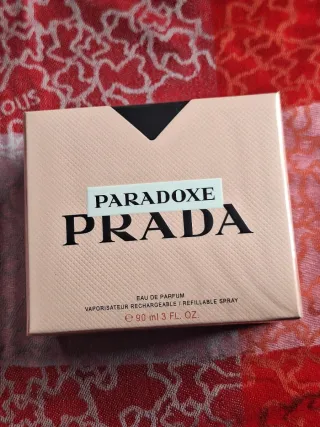 PARADOXE
PRADA
EAU DE PARFUM
VAPORISATEUR RECHARGEABLE / REFILLABLE SPRAY
℮ 90 ml 3 FL. OZ.